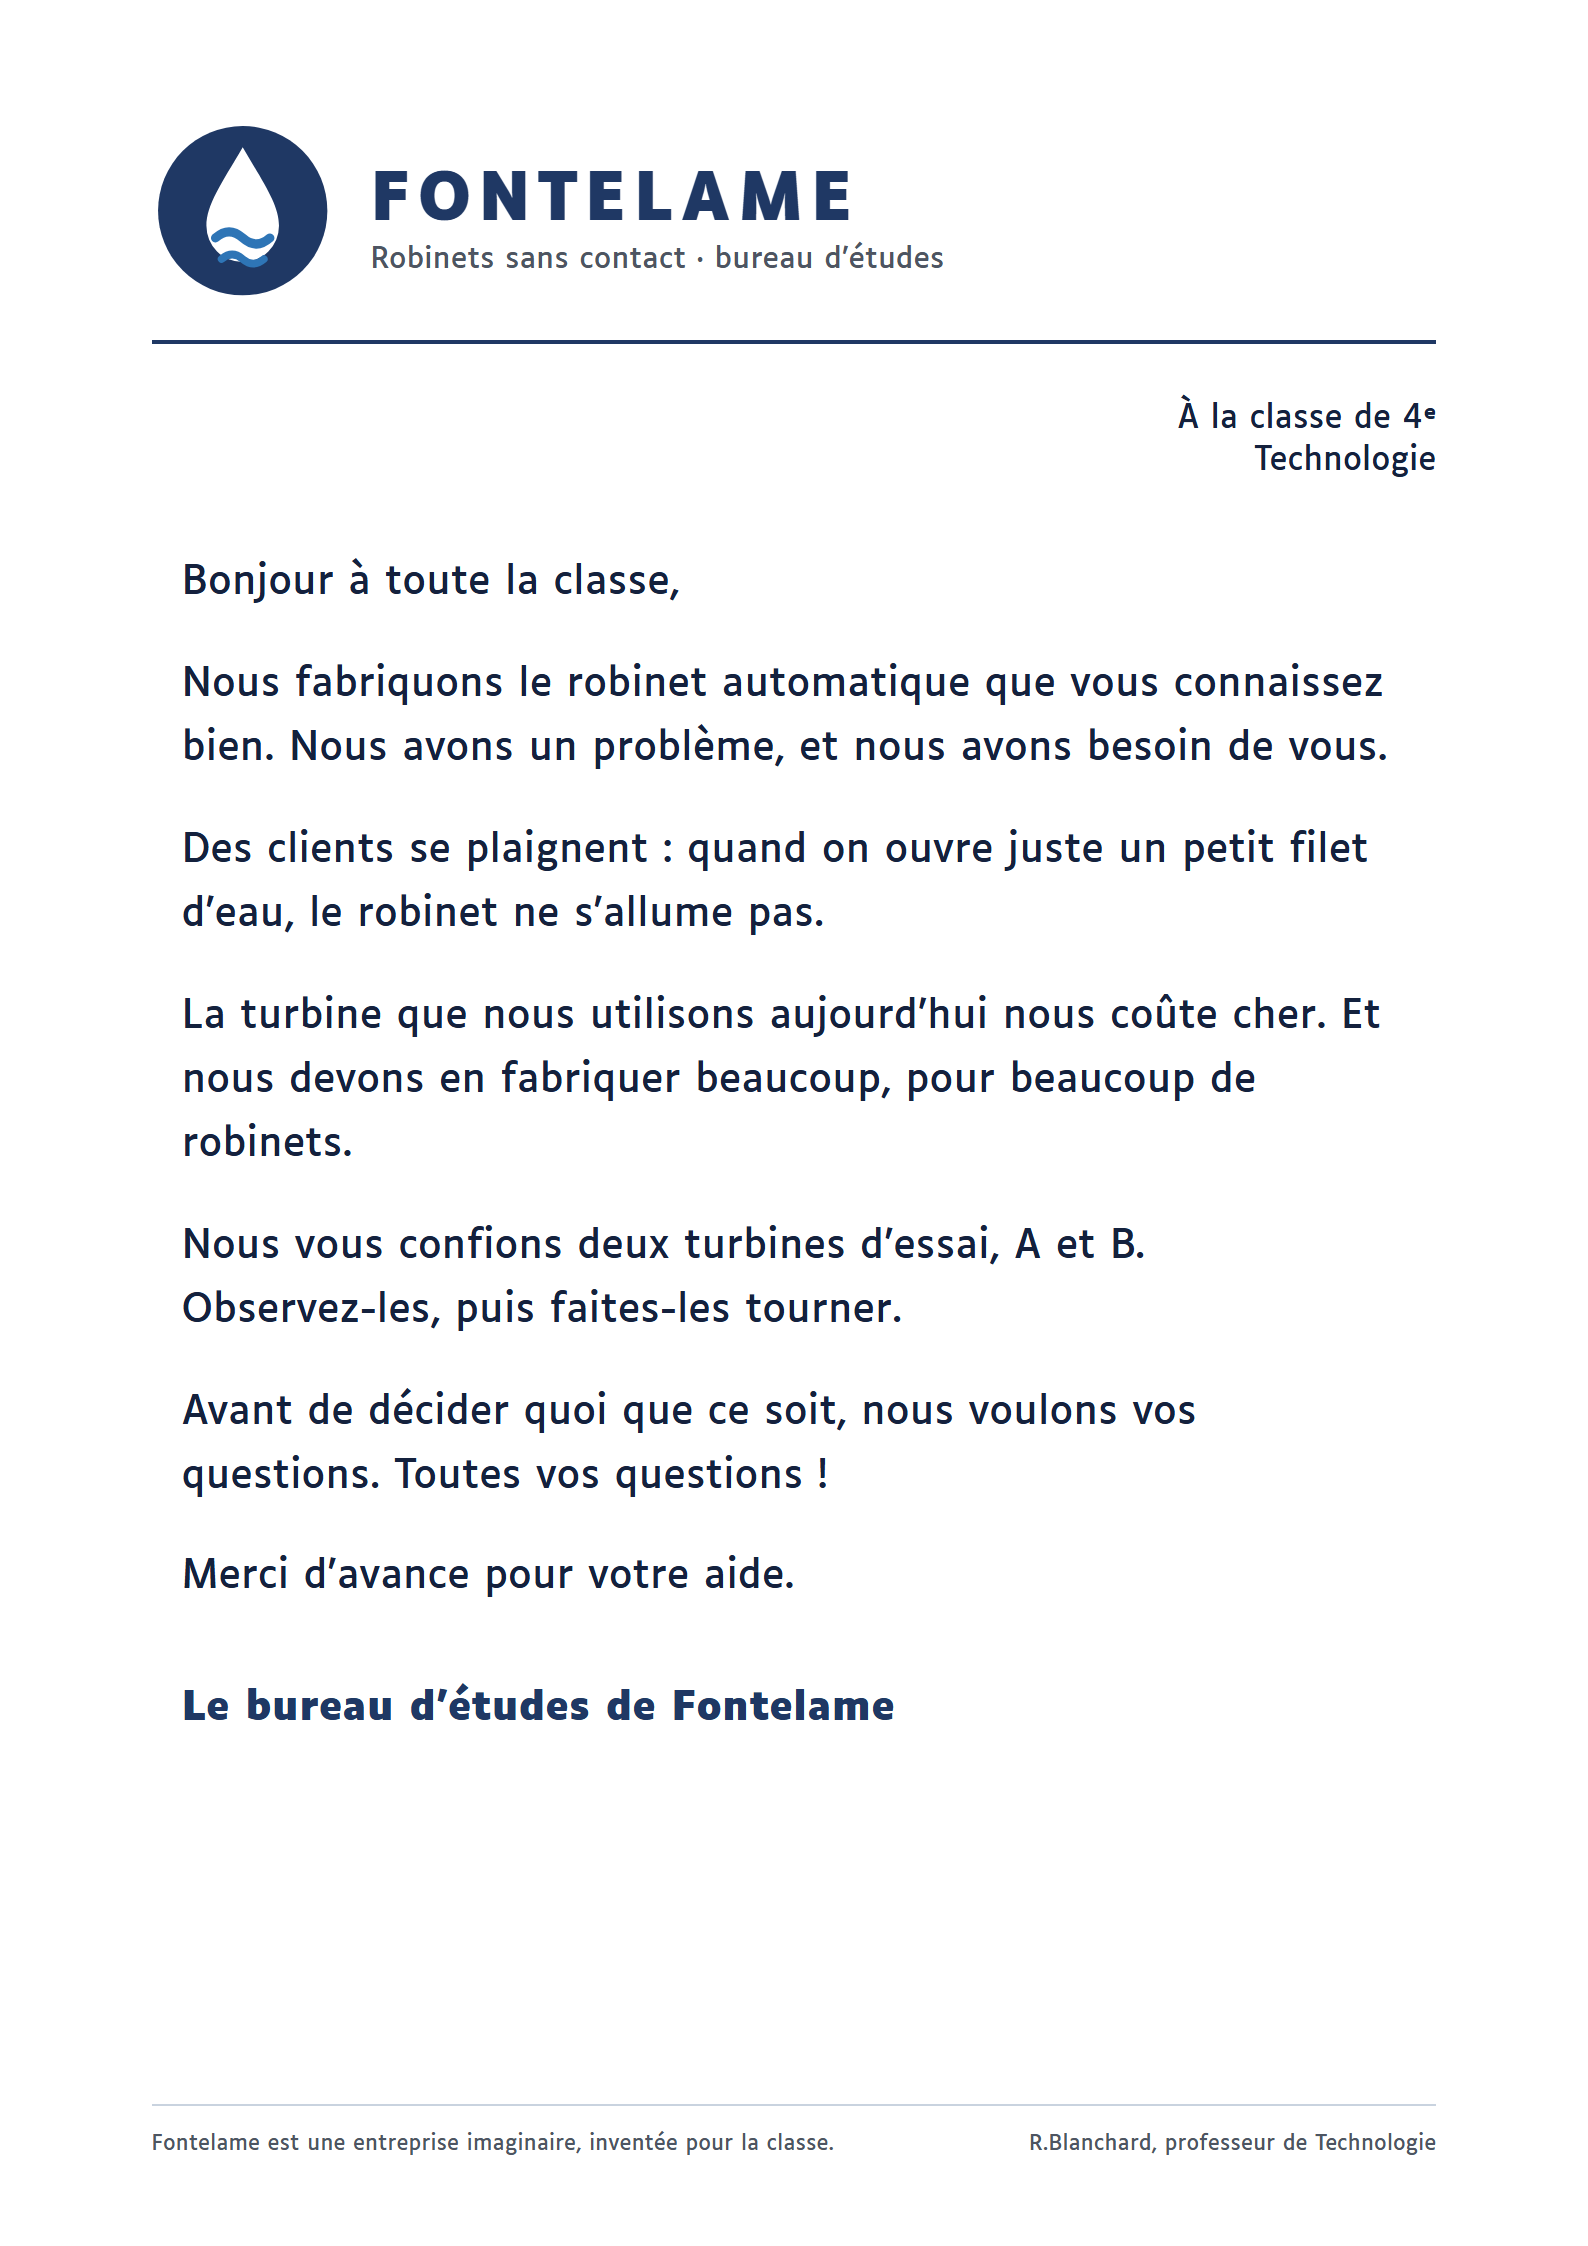 FONTELAME
Robinets sans contact · bureau d’études
À la classe de 4ᵉ
Technologie
Bonjour à toute la classe,
Nous fabriquons le robinet automatique que vous connaissez
bien. Nous avons un problème, et nous avons besoin de vous.
Des clients se plaignent : quand on ouvre juste un petit filet
d’eau, le robinet ne s’allume pas.
La turbine que nous utilisons aujourd’hui nous coûte cher. Et
nous devons en fabriquer beaucoup, pour beaucoup de
robinets.
Nous vous confions deux turbines d’essai, A et B.
Observez-les, puis faites-les tourner.
Avant de décider quoi que ce soit, nous voulons vos
questions. Toutes vos questions !
Merci d’avance pour votre aide.
Le bureau d’études de Fontelame
Fontelame est une entreprise imaginaire, inventée pour la classe.
R.Blanchard, professeur de Technologie